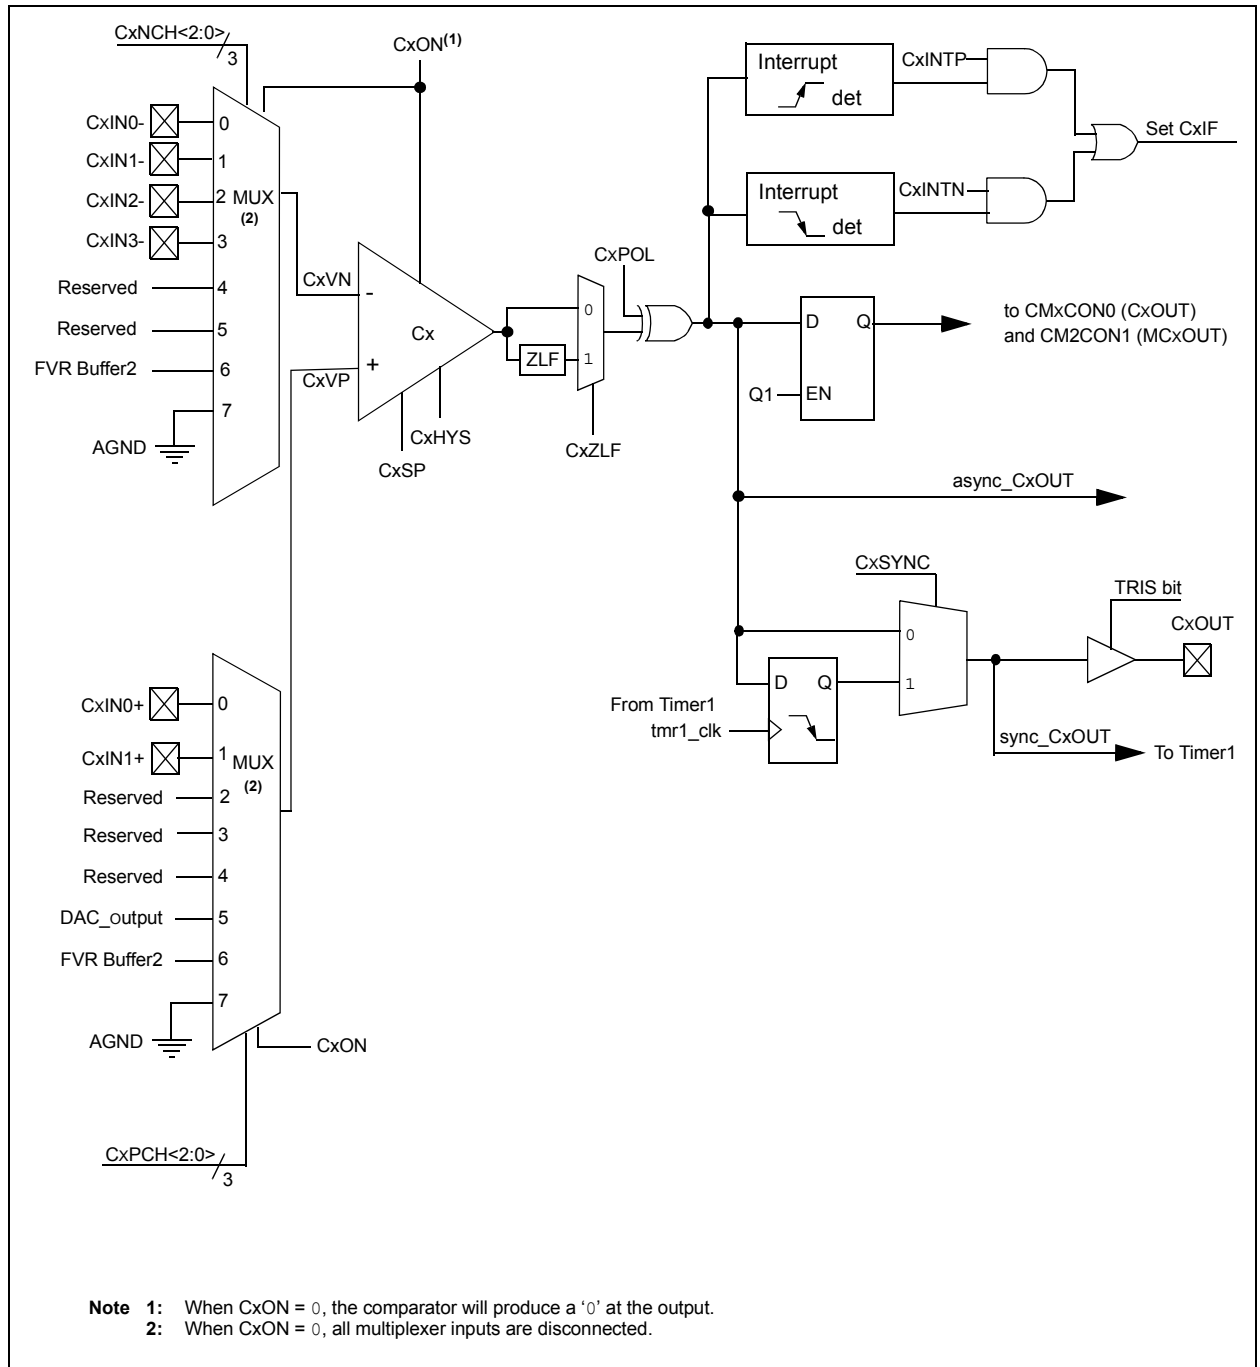 CxNCH<2:0>
3
CxON(1)
CxIN0-
0
CxIN1-
1
CxIN2-
2
MUX
(2)
CxIN3-
3
Reserved
4
Reserved
5
FVR Buffer2
6
7
AGND
CxVN
-
Cx
CxVP
+
CxHYS
CxSP
0
ZLF
1
CxZLF
CxPOL
Interrupt
det
CxINTP
Interrupt
det
CxINTN
Set CxIF
D
Q
Q1
EN
to CMxCON0 (CxOUT)
and CM2CON1 (MCxOUT)
async_CxOUT
CxSYNC
0
1
D
Q
From Timer1
tmr1_clk
TRIS bit
CxOUT
sync_CxOUT
To Timer1
CxIN0+
0
CxIN1+
1
MUX
(2)
Reserved
2
Reserved
3
Reserved
4
DAC_output
5
FVR Buffer2
6
7
AGND
CxON
CxPCH<2:0>
3
Note 1: When CxON = 0, the comparator will produce a ‘0’ at the output.
2: When CxON = 0, all multiplexer inputs are disconnected.